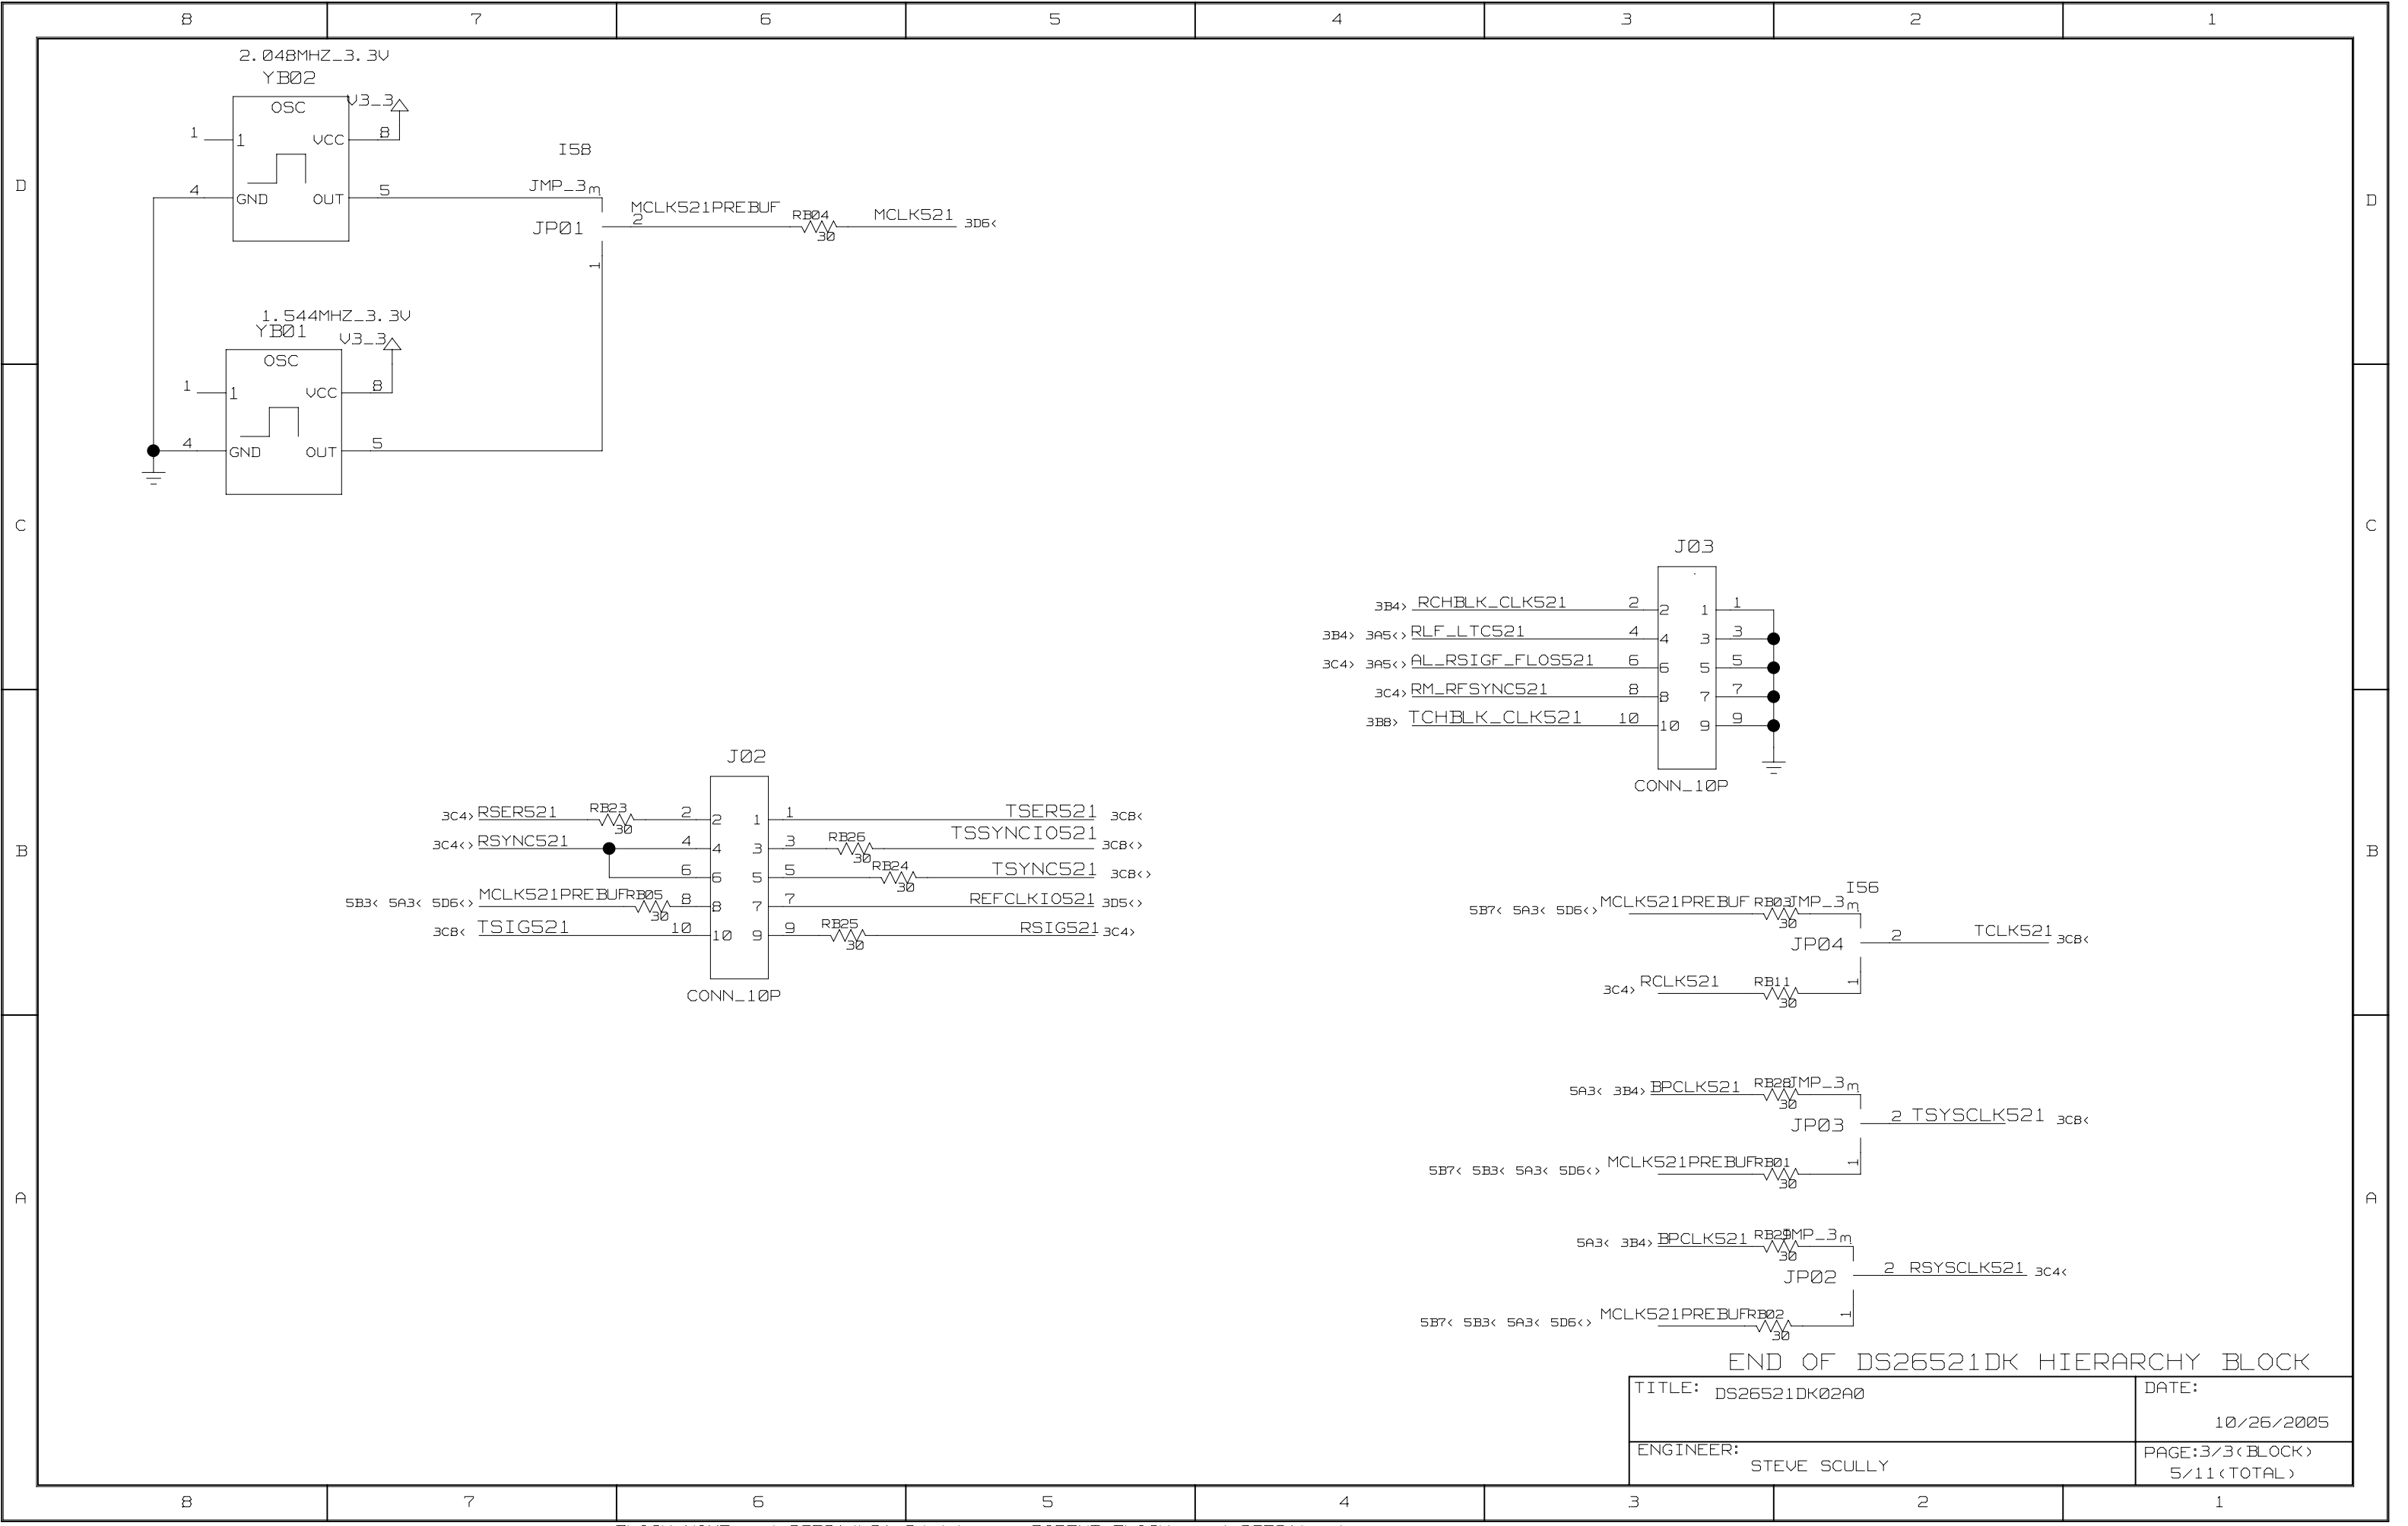 8 7 6 5 4 3 2 1
2.048MHZ_3.3V
YB02
OSC
V3_3
1 1 VCC 8
4 GND OUT 5
I58
JMP_3
3
JP01
MCLK521PREBUF
2
RB04
30
MCLK521 3D6<
1
D D
1.544MHZ_3.3V
YB01
V3_3
OSC
1 1 VCC 8
4 GND OUT 5
C C
J03
3B4> RCHBLK_CLK521 2 2 1 1
3B4> 3A5<> RLF_LTC521 4 4 3 3
3C4> 3A5<> AL_RSIGF_FLOS521 6 6 5 5
3C4> RM_RFSYNC521 8 8 7 7
3B8> TCHBLK_CLK521 10 10 9 9
CONN_10P
J02
3C4> RSER521 RB23 30 2 2 1 1 TSER521 3C8<
3C4<> RSYNC521 4 4 3 3 RB26 30 TSSYNCIO521 3C8<>
6 6 5 5 RB24 30 TSYNC521 3C8<>
5B3< 5A3< 5D6<> MCLK521PREBUF RB05 30 8 8 7 7 REFCLKIO521 3D5<>
3C8< TSIG521 10 10 9 9 RB25 30 RSIG521 3C4>
CONN_10P
B B
I56
5B7< 5A3< 5D6<> MCLK521PREBUF RB03 30 JMP_3 3
JP04 2 TCLK521 3C8<
3C4> RCLK521 RB11 30 1
5A3< 3B4> BPCLK521 RB28 30 JMP_3 3
JP03 2 TSYSCLK521 3C8<
5B7< 5B3< 5A3< 5D6<> MCLK521PREBUF RB01 30 1
A A
5A3< 3B4> BPCLK521 RB29 30 JMP_3 3
JP02 2 RSYSCLK521 3C4<
5B7< 5B3< 5A3< 5D6<> MCLK521PREBUF RB02 30 1
END OF DS26521DK HIERARCHY BLOCK
TITLE: DS26521DK02A0
DATE:
10/26/2005
ENGINEER:
STEVE SCULLY
PAGE:3/3(BLOCK)
5/11(TOTAL)
8 7 6 5 4 3 2 1